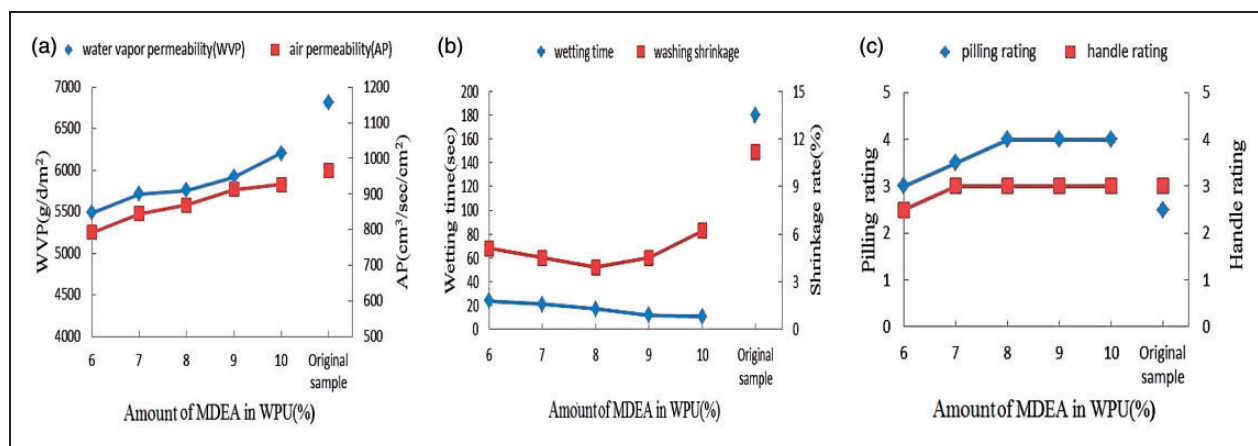 (a)
water vapor permeability(WVP)
air permeability(AP)
WVP(g/d/m²)
7000
6500
6000
5500
5000
4500
4000
AP(cm³/sec/cm²)
1200
1100
1000
900
800
700
600
500
6 7 8 9 10 Original
sample
Amount of MDEA in WPU(%)
(b)
wetting time
washing shrinkage
Wetting time(sec)
200
180
160
140
120
100
80
60
40
20
0
Shrinkage rate(%)
15
12
9
6
3
0
6 7 8 9 10 Original
sample
Amount of MDEA in WPU(%)
(c)
pilling rating
handle rating
Pilling rating
5
4
3
2
1
0
Handle rating
5
4
3
2
1
0
6 7 8 9 10 Original
sample
Amount of MDEA in WPU(%)